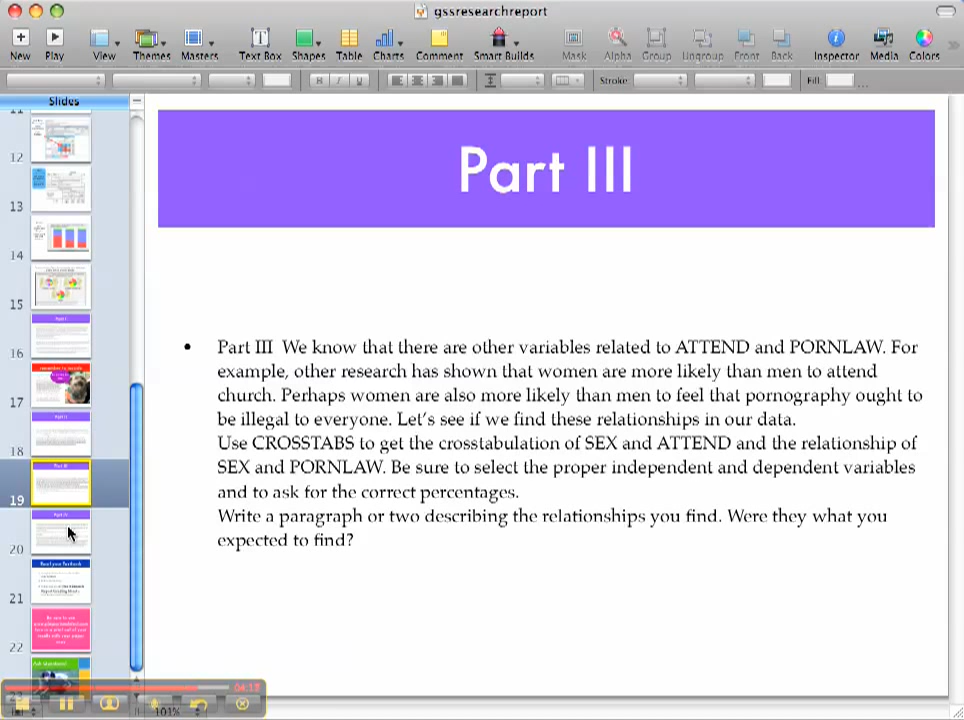 gssresearchreport
New Play View Themes Masters Text Box Shapes Table Charts Comment Smart Builds Mask Alpha Group Ungroup Front Back Inspector Media Colors
B I U Stroke: Fill:
Slides
12
13
14
15
16
17
18
19
20
21
22
Part III
• Part III We know that there are other variables related to ATTEND and PORNLAW. For
example, other research has shown that women are more likely than men to attend
church. Perhaps women are also more likely than men to feel that pornography ought to
be illegal to everyone. Let's see if we find these relationships in our data.
Use CROSSTABS to get the crosstabulation of SEX and ATTEND and the relationship of
SEX and PORNLAW. Be sure to select the proper independent and dependent variables
and to ask for the correct percentages.
Write a paragraph or two describing the relationships you find. Were they what you
expected to find?
Ask Questions!
101%